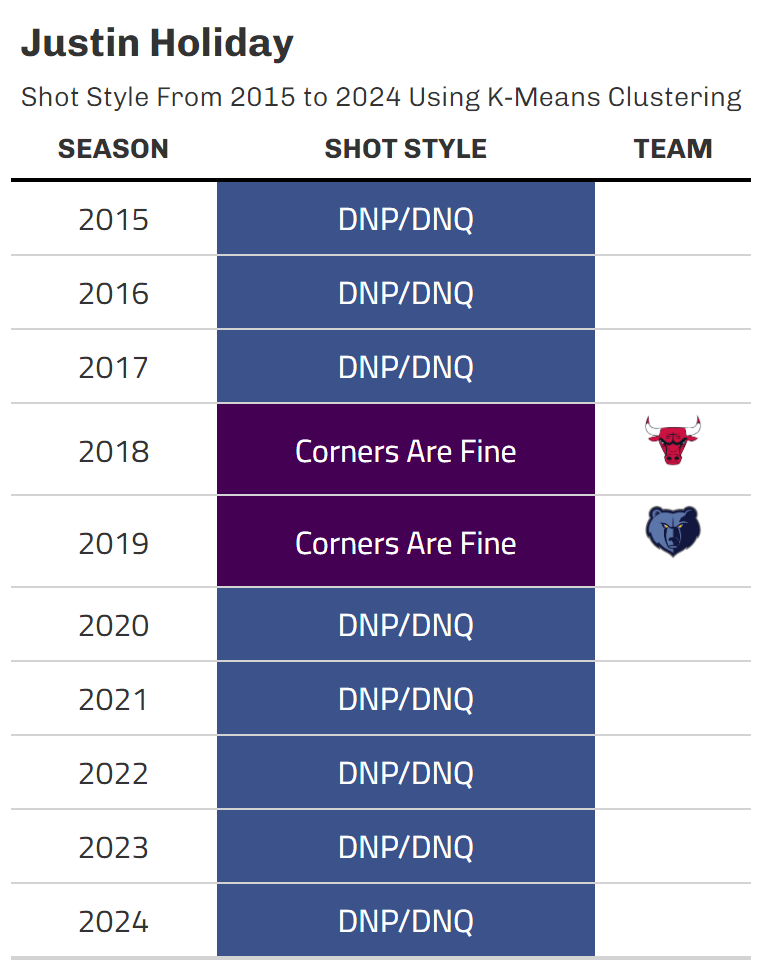 Justin Holiday
Shot Style From 2015 to 2024 Using K-Means Clustering
SEASON SHOT STYLE TEAM
2015 DNP/DNQ
2016 DNP/DNQ
2017 DNP/DNQ
2018 Corners Are Fine
2019 Corners Are Fine
2020 DNP/DNQ
2021 DNP/DNQ
2022 DNP/DNQ
2023 DNP/DNQ
2024 DNP/DNQ